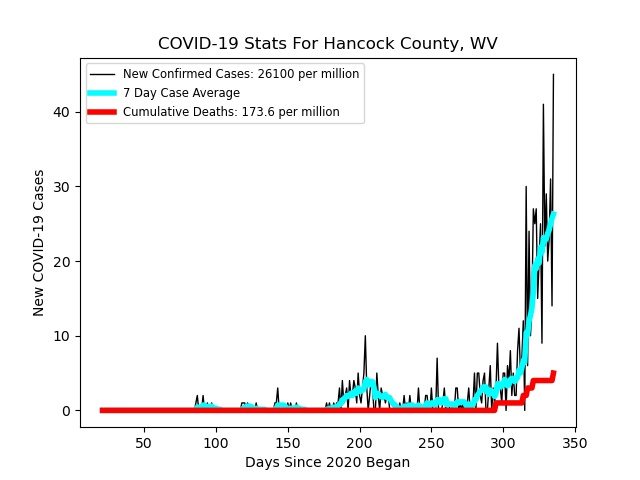 COVID-19 Stats For Hancock County, WV
New Confirmed Cases: 26100 per million
7 Day Case Average
Cumulative Deaths: 173.6 per million
New COVID-19 Cases
40
30
20
10
0
50 100 150 200 250 300 350
Days Since 2020 Began